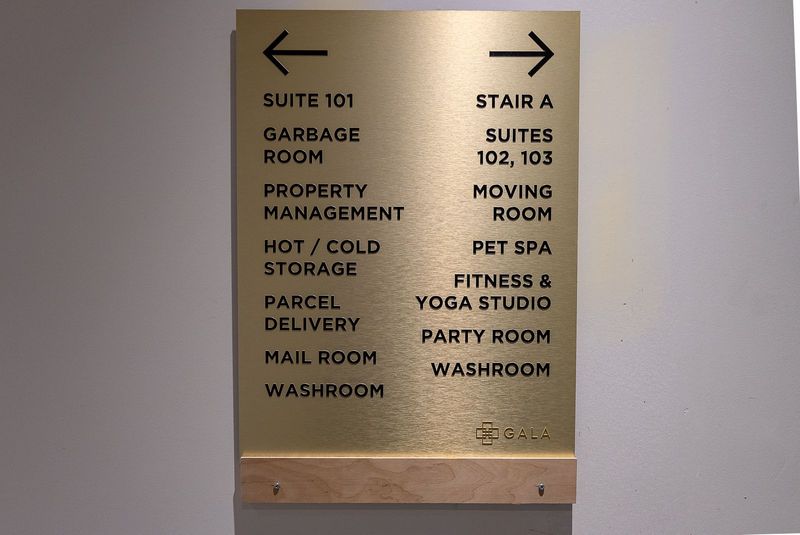 SUITE 101
GARBAGE
ROOM
PROPERTY
MANAGEMENT
HOT / COLD
STORAGE
PARCEL
DELIVERY
MAIL ROOM
WASHROOM
STAIR A
SUITES
102, 103
MOVING
ROOM
PET SPA
FITNESS &
YOGA STUDIO
PARTY ROOM
WASHROOM
GALA